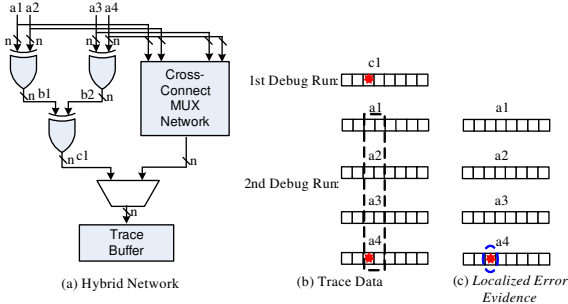 a1 a2 a3 a4
n n n n
n b1 b2 n
Cross-
Connect
MUX
Network
n c1 n
n
Trace
Buffer
(a) Hybrid Network
c1
1st Debug Run:
a1
a2
2nd Debug Run:
a3
a4
(b) Trace Data
a1
a2
a3
a4
(c) Localized Error
Evidence